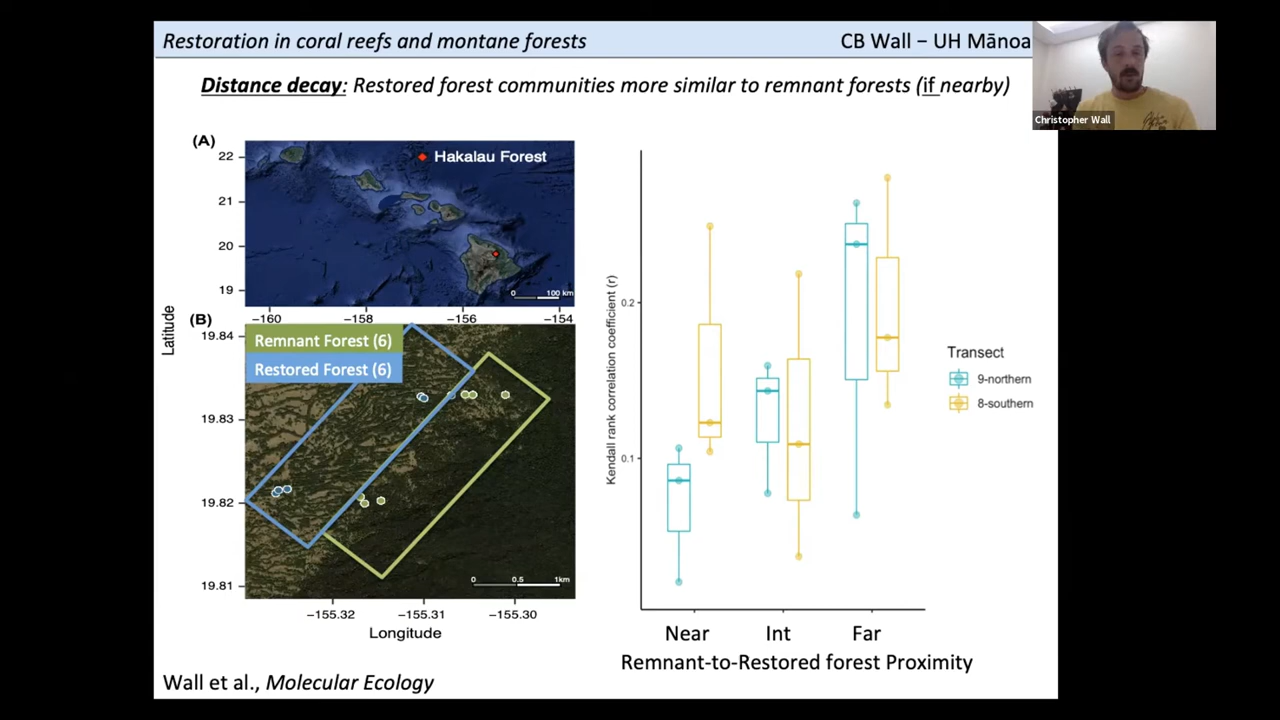 Restoration in coral reefs and montane forests
CB Wall – UH Mānoa
Christopher Wall
Distance decay: Restored forest communities more similar to remnant forests (if nearby)
(A)
Hakalau Forest
22
21
20
19
0 100 km
−160 −158 −156 −154
Latitude
(B)
Remnant Forest (6)
Restored Forest (6)
19.84
19.83
19.82
19.81
0 0.5 1km
−155.32 −155.31 −155.30
Longitude
Kendall rank correlation coefficient (r)
0.2
0.1
Near Int Far
Remnant-to-Restored forest Proximity
Transect
9-northern
8-southern
Wall et al., Molecular Ecology